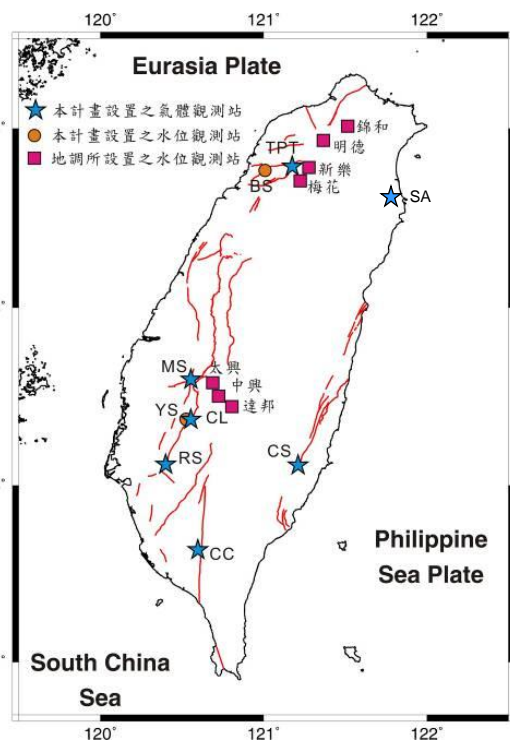 120° 121° 122°
Eurasia Plate
本計畫設置之氣體觀測站
本計畫設置之水位觀測站
地調所設置之水位觀測站
錦和
明德
TPT
新樂
BS
梅花
SA
MS
太興
中興
達邦
YS
CL
RS
CS
CC
Philippine
Sea Plate
South China
Sea
120° 121° 122°